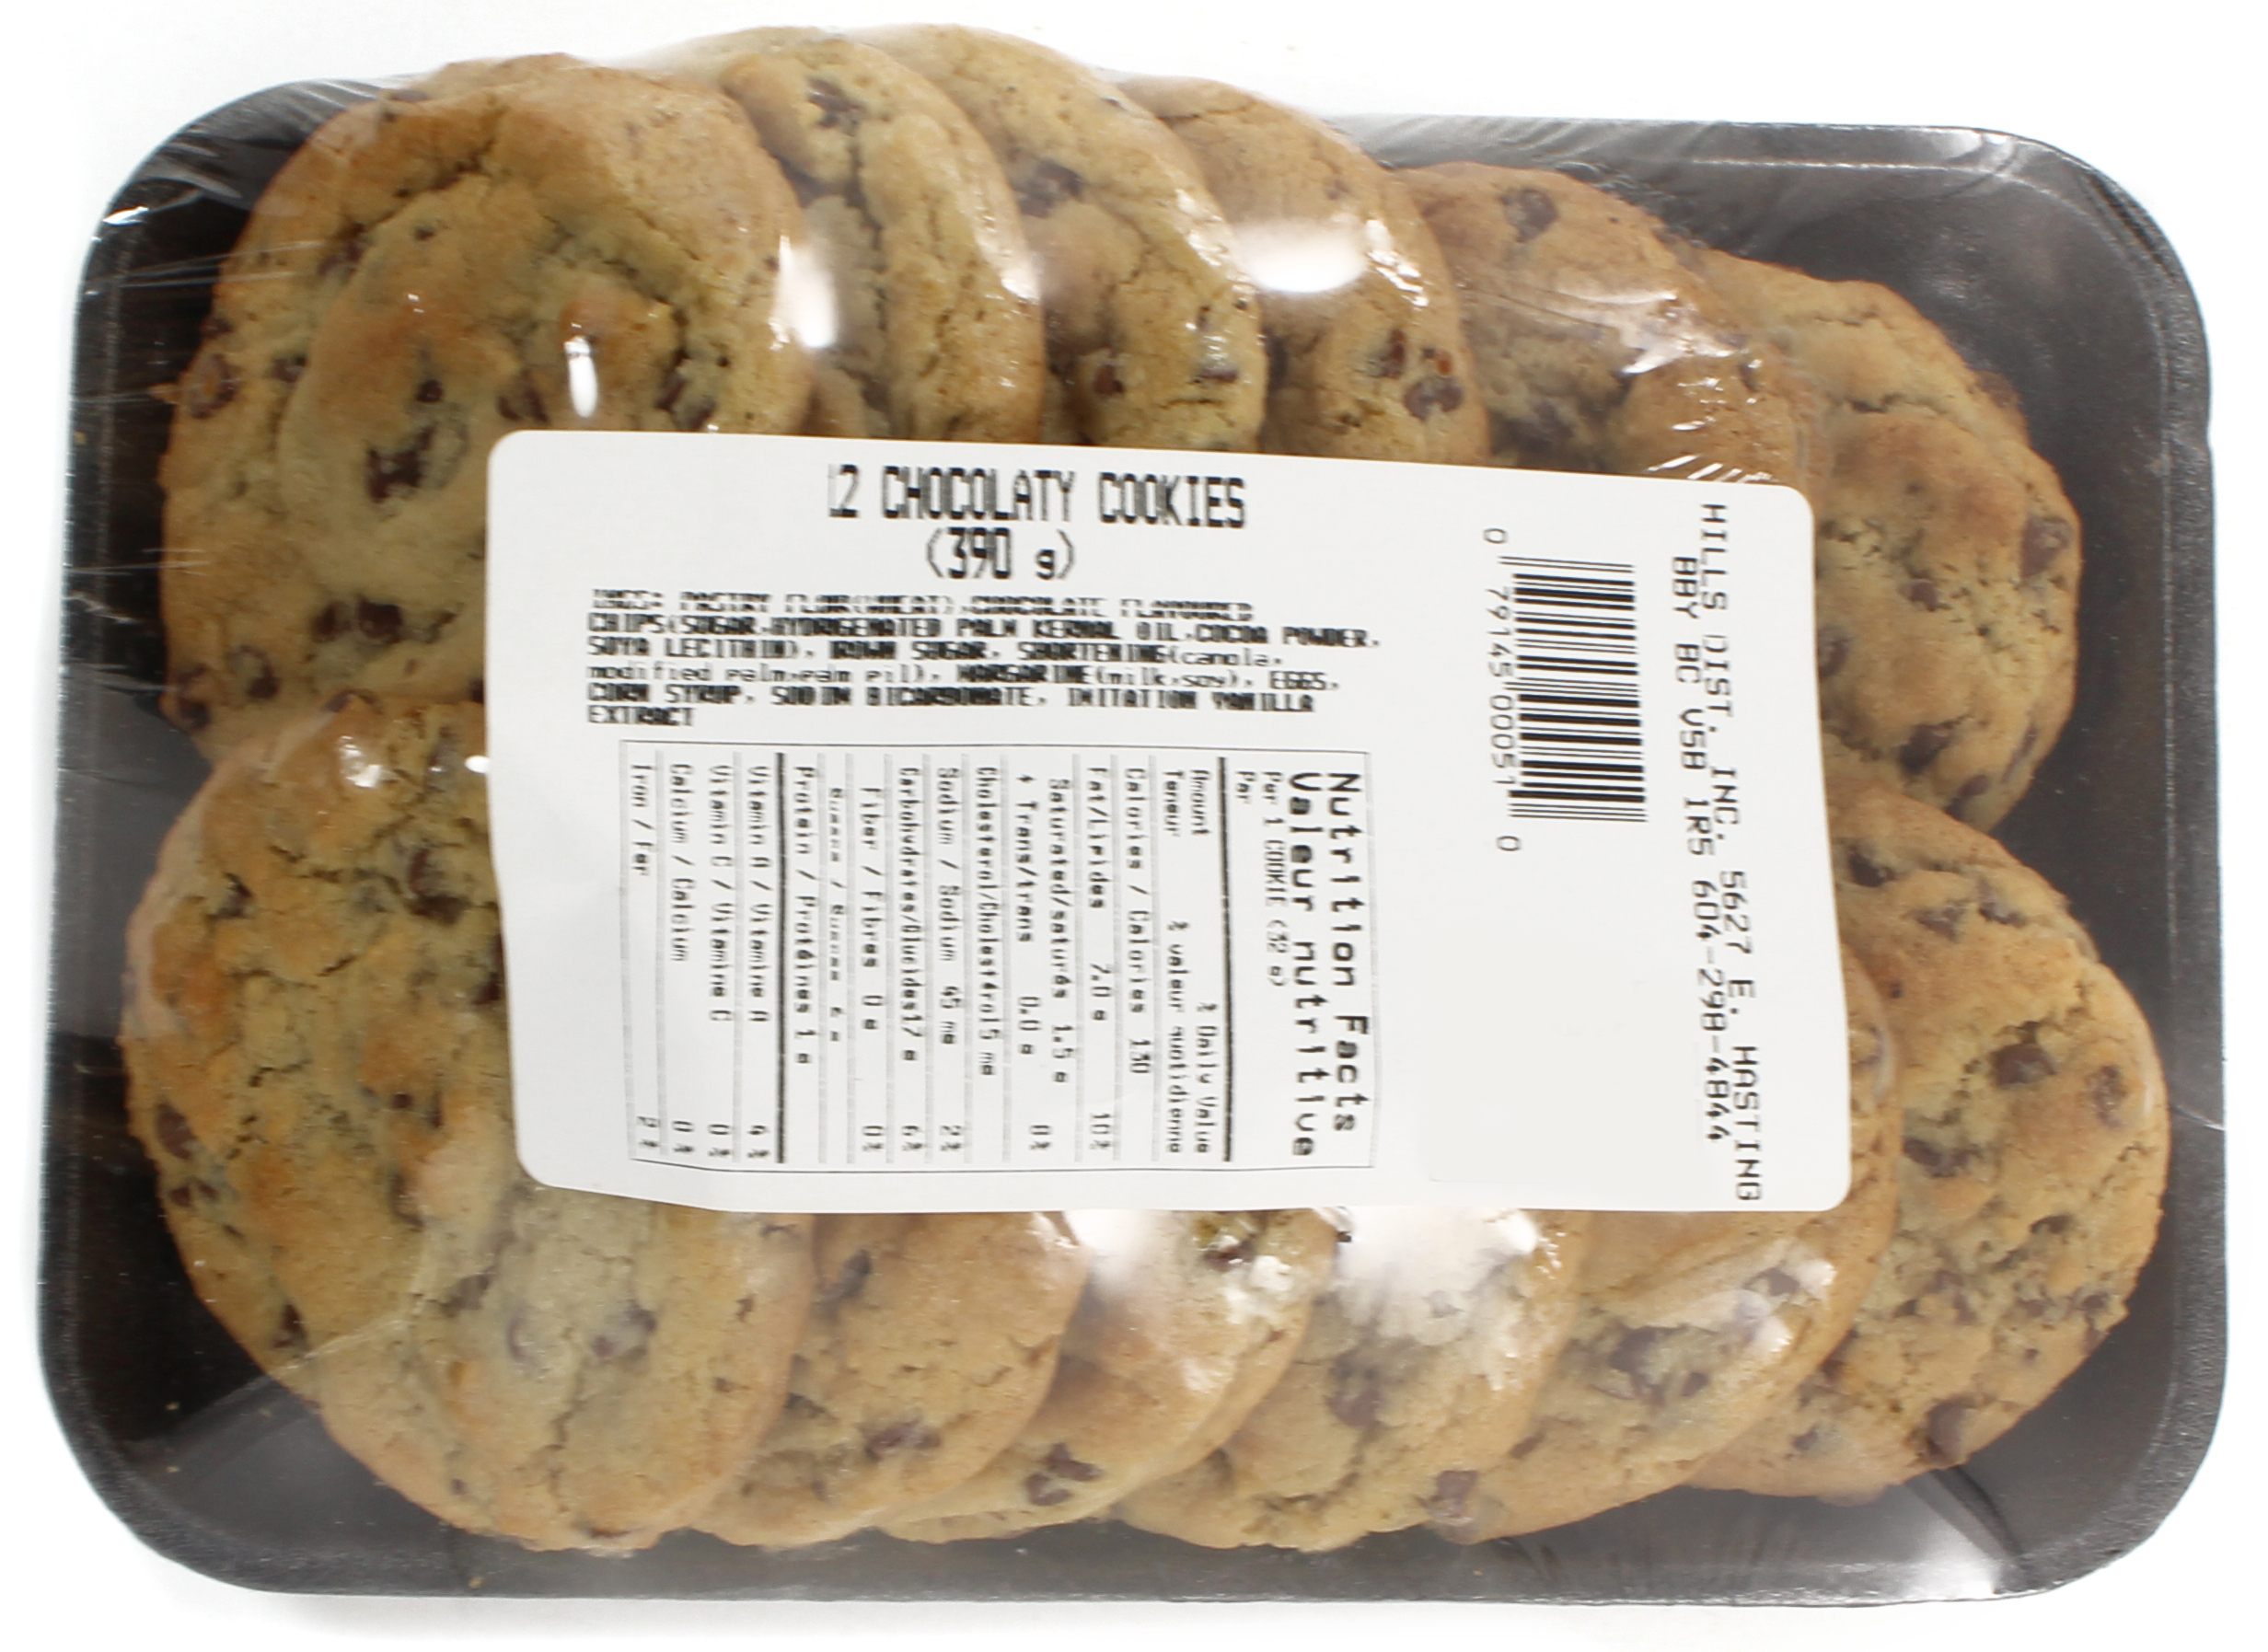 12 CHOCOLATY COOKIES
(390 g)
INGS: PASTRY FLOUR(WHEAT),CHOCOLATE FLAVOURED
CHIPS(SUGAR,HYDROGENATED PALM KERNAL OIL,COCOA POWDER,
SOYA LECITHIN), BROWN SUGAR, SHORTENING(canola,
modified palm,palm oil), MARGARINE(milk,soy), EGGS,
CORN SYRUP, SODIUM BICARBONATE, IMITATION VANILLA
EXTRACT
Nutrition Facts
Valeur nutritive
Per 1 COOKIE (32 g)
Par
Amount % Daily Value
Teneur % valeur quotidienne
Calories / Calories 130
Fat/Lipides 7.0 g 10%
Saturated/saturés 1.5 g
+ Trans/trans 0.0 g 8%
Cholesterol/Cholestérol 5 mg
Sodium / Sodium 65 mg 2%
Carbohydrates/Glucides 17 g 6%
Fiber / Fibres 0 g 0%
Protein / Protéines 1 g
Vitamin A / Vitamine A 6%
Vitamin C / Vitamine C 0%
Calcium / Calcium 0%
Iron / Fer 2%
0 79145 00051 0
HILLS DIST. INC. 5627 E. HASTING
BBY BC V5B 1R5 604-298-4844